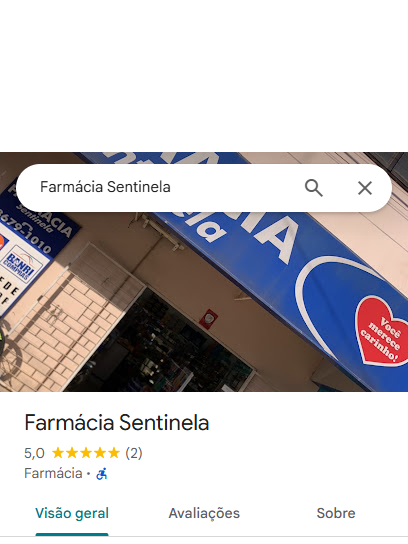 Farmácia Sentinela
FARMÁCIA
Sentinela
3679-1010
BANRI
COMPRAS
Você
merece
carinho!
Farmácia Sentinela
5,0 ★★★★★ (2)
Farmácia ·
Visão geral
Avaliações
Sobre